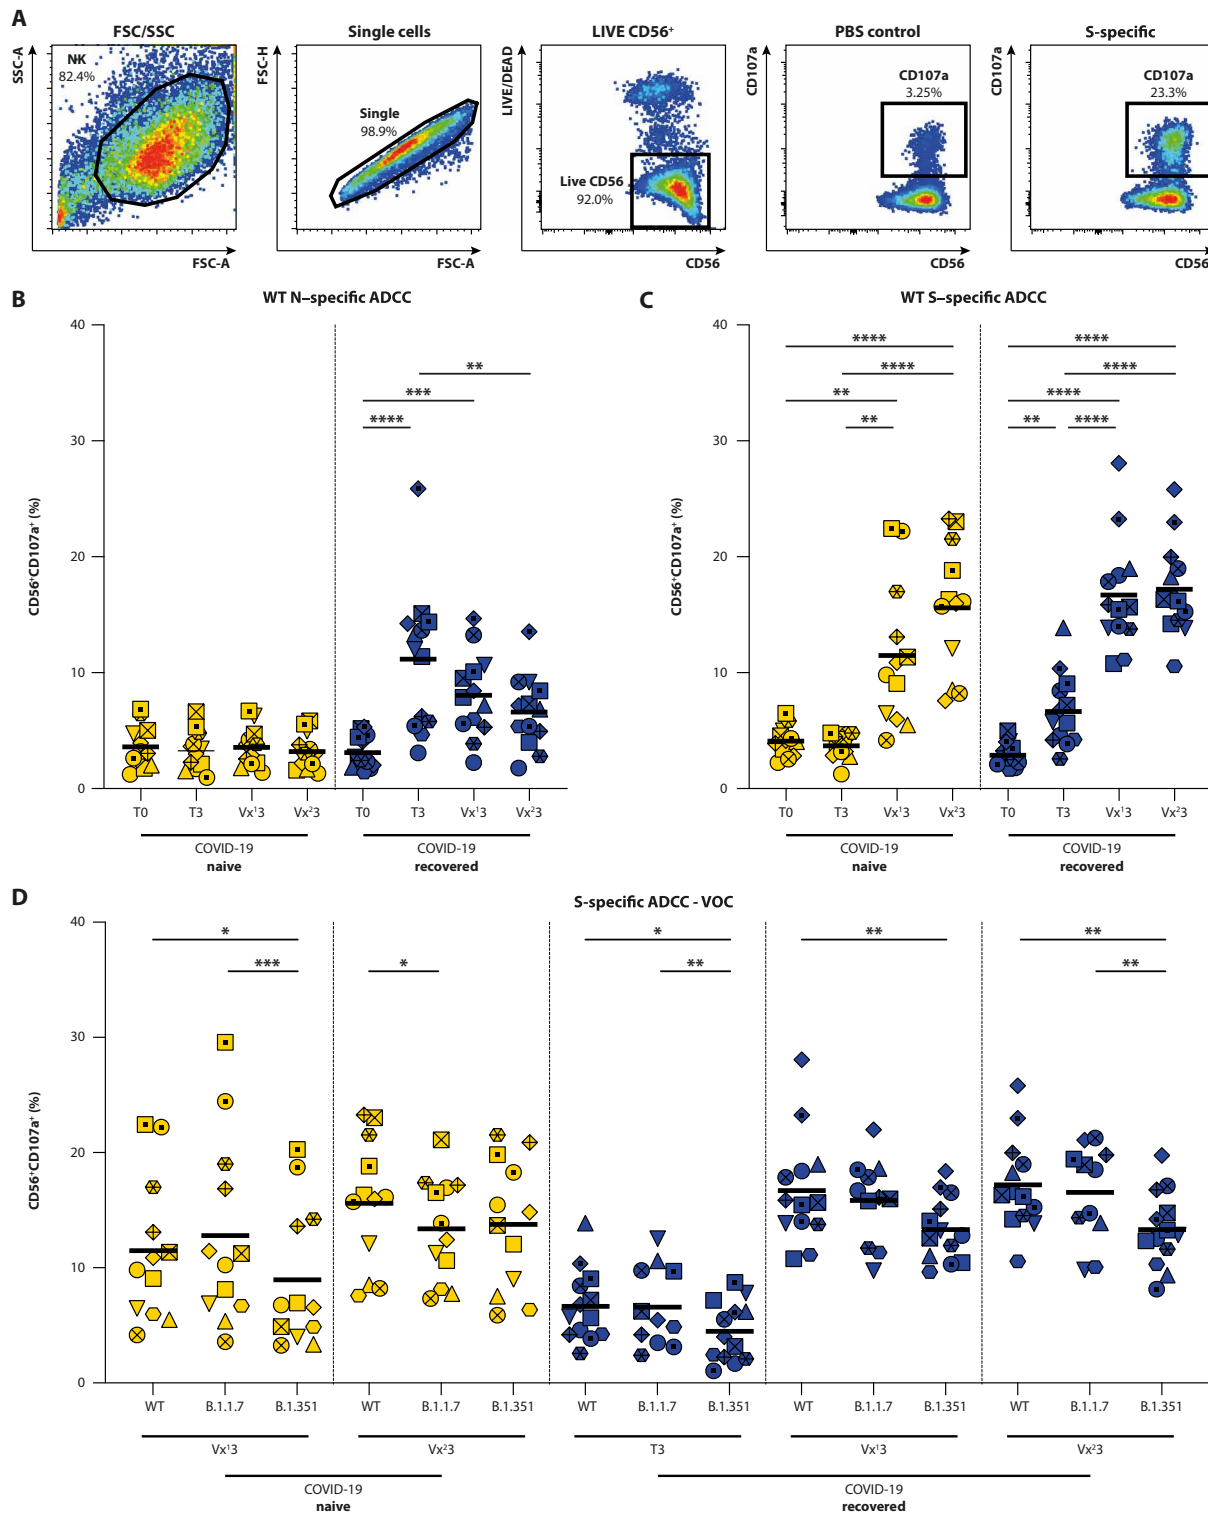 A
FSC/SSC
Single cells
LIVE CD56⁺
PBS control
S-specific
SSC-A
NK
82.4%
FSC-A
FSC-H
Single
98.9%
FSC-A
LIVE/DEAD
Live CD56
92.0%
CD56
CD107a
CD107a
3.25%
CD56
CD107a
CD107a
23.3%
CD56
B
WT N–specific ADCC
CD56⁺CD107a⁺ (%)
40
30
20
10
0
**
***
****
T0
T3
Vx¹3
Vx²3
T0
T3
Vx¹3
Vx²3
COVID-19
naive
COVID-19
recovered
C
WT S–specific ADCC
CD56⁺CD107a⁺ (%)
40
30
20
10
0
****
****
**
**
****
****
****
**
****
T0
T3
Vx¹3
Vx²3
T0
T3
Vx¹3
Vx²3
COVID-19
naive
COVID-19
recovered
D
S-specific ADCC - VOC
CD56⁺CD107a⁺ (%)
40
30
20
10
0
*
***
*
*
**
**
**
**
WT
B.1.1.7
B.1.351
WT
B.1.1.7
B.1.351
WT
B.1.1.7
B.1.351
WT
B.1.1.7
B.1.351
WT
B.1.1.7
B.1.351
Vx¹3
Vx²3
T3
Vx¹3
Vx²3
COVID-19
naive
COVID-19
recovered